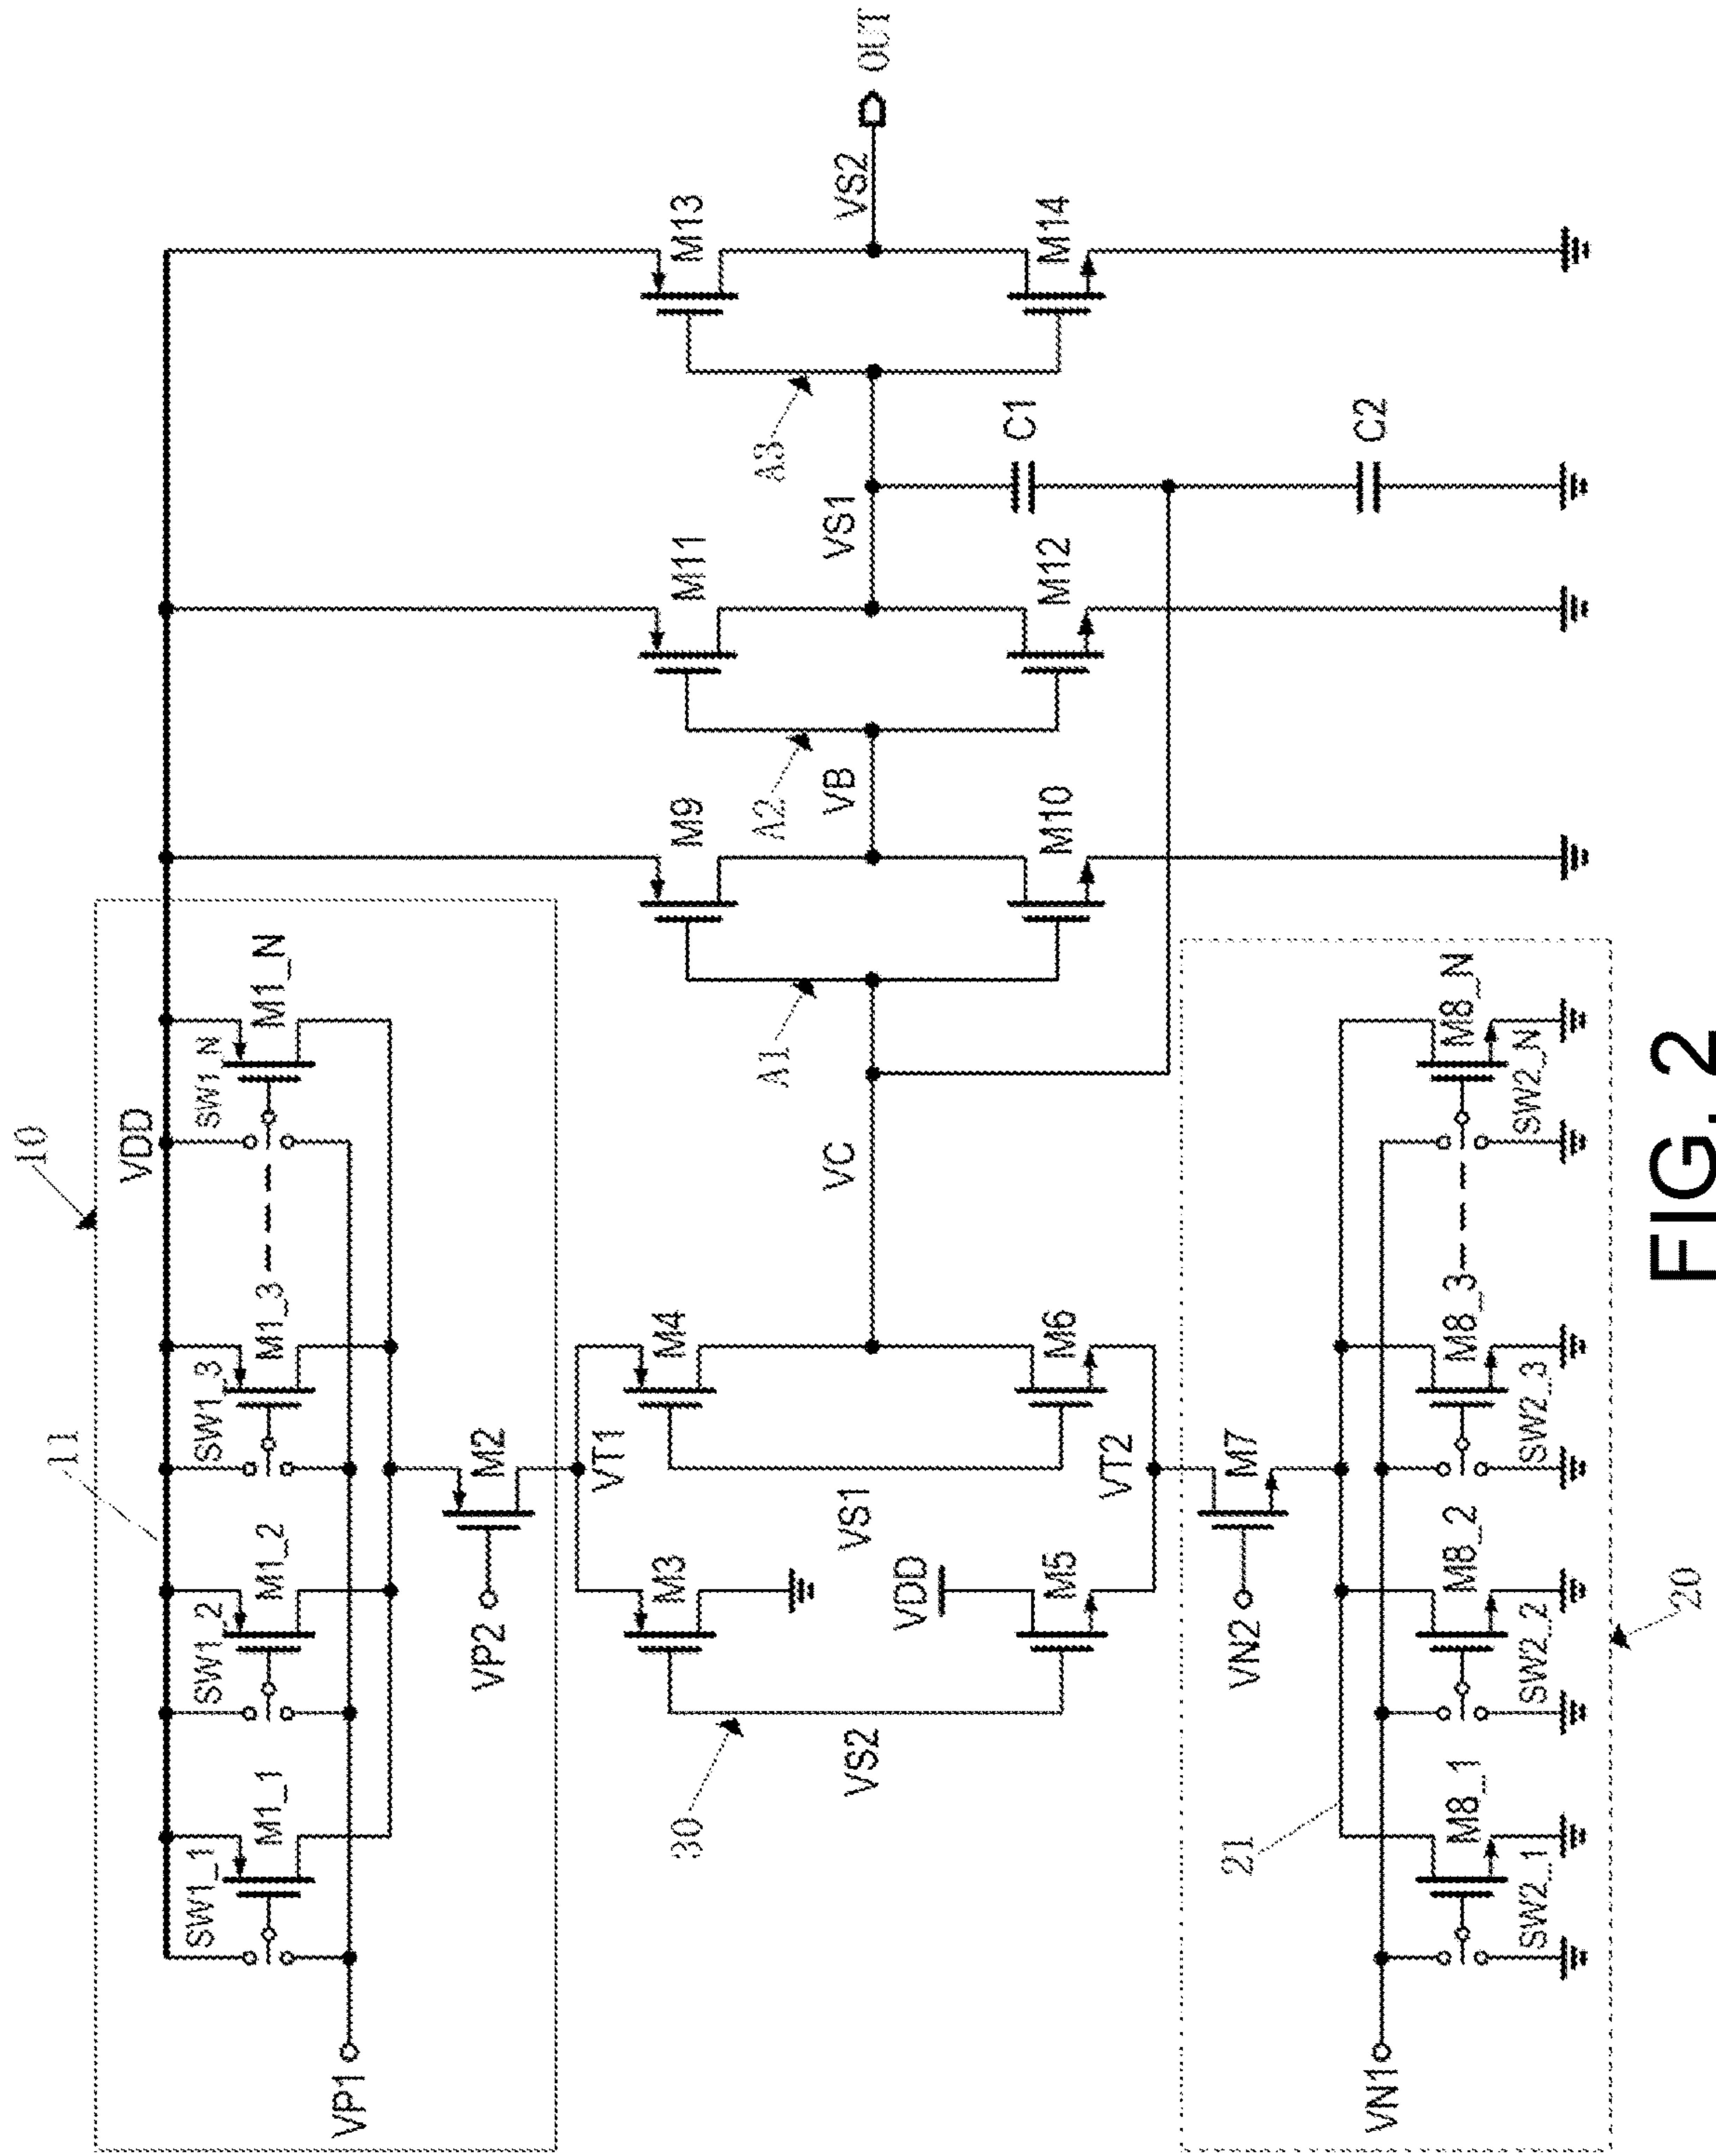 10
11
VDD
SW1_1
M1_1
SW1_2
M1_2
SW1_3
M1_3
SW1_N
M1_N
VP1
VP2
M2
VT1
M3
M4
M9
M11
M13
30
VS2
VS1
VDD
VC
A1
VB
A2
VS1
A3
VS2
OUT
M5
M6
M10
M12
C1
M14
VT2
VN2
M7
C2
21
VN1
M8_1
SW2_1
M8_2
SW2_2
M8_3
SW2_3
M8_N
SW2_N
20
FIG. 2